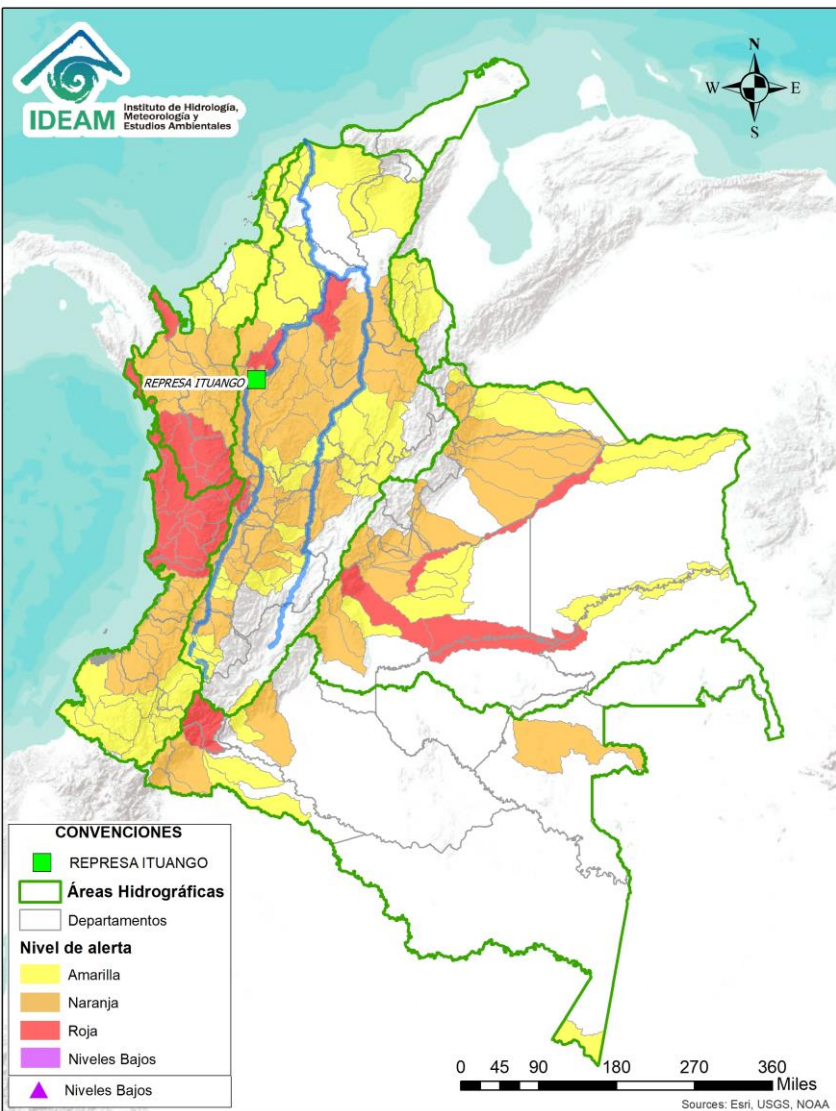 IDEAM
Instituto de Hidrología,
Meteorología y
Estudios Ambientales
N
W
E
S
REPRESA ITUANGO
CONVENCIONES
REPRESA ITUANGO
Áreas Hidrográficas
Departamentos
Nivel de alerta
Amarilla
Naranja
Roja
Niveles Bajos
Niveles Bajos
0 45 90 180 270 360
Miles
Sources: Esri, USGS, NOAA